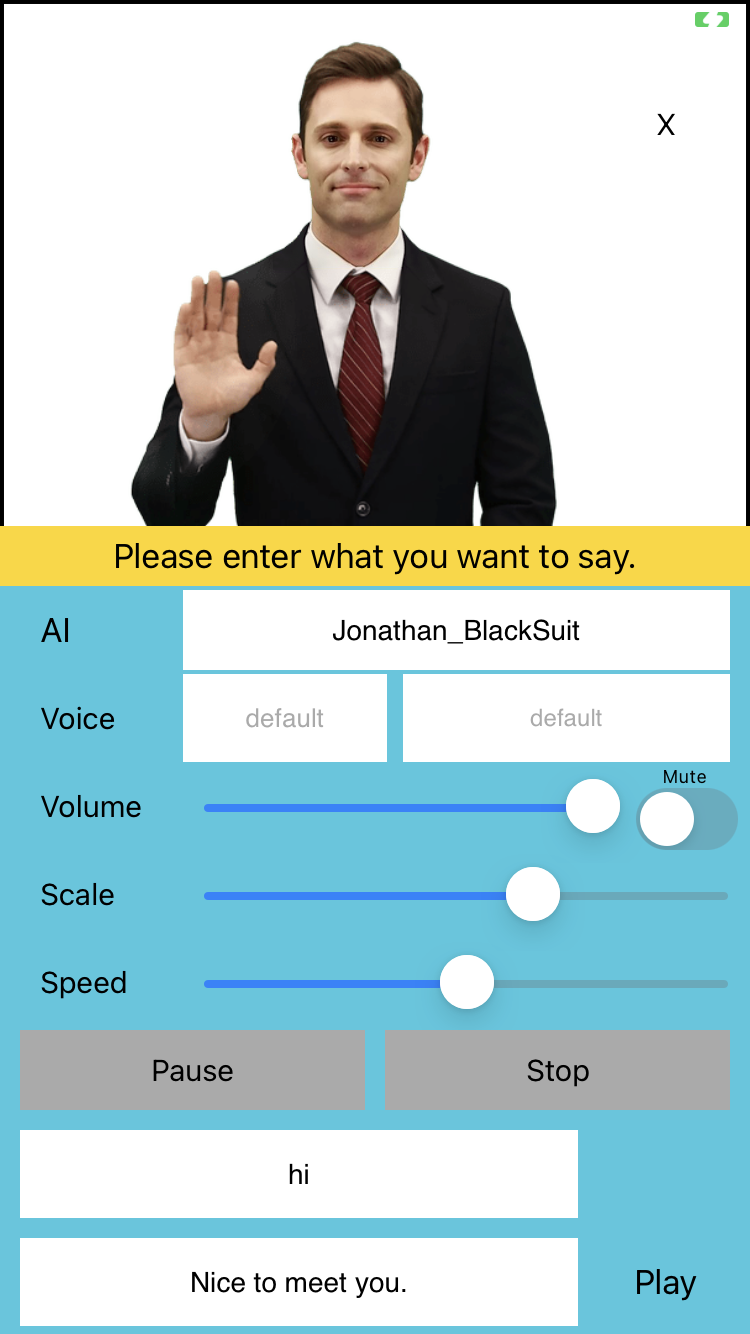 X
Please enter what you want to say.
AI
Jonathan_BlackSuit
Voice
default
default
Mute
Volume
Scale
Speed
Pause
Stop
hi
Nice to meet you.
Play